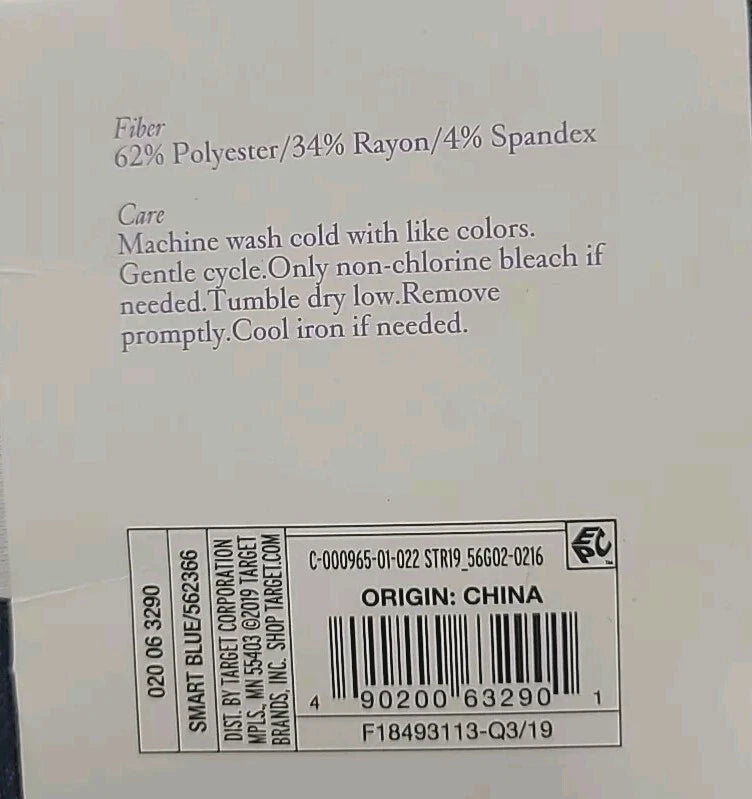 Fiber
62% Polyester/34% Rayon/4% Spandex
Care
Machine wash cold with like colors.
Gentle cycle.Only non-chlorine bleach if
needed.Tumble dry low.Remove
promptly.Cool iron if needed.
020 06 3290
SMART BLUE/562366
DIST. BY TARGET CORPORATION
MPLS., MN 55403 ©2019 TARGET
BRANDS, INC. SHOP TARGET.COM
C-000965-01-022 STR19_56G02-0216
EPC™
ORIGIN: CHINA
4 90200 63290 1
F18493113-Q3/19